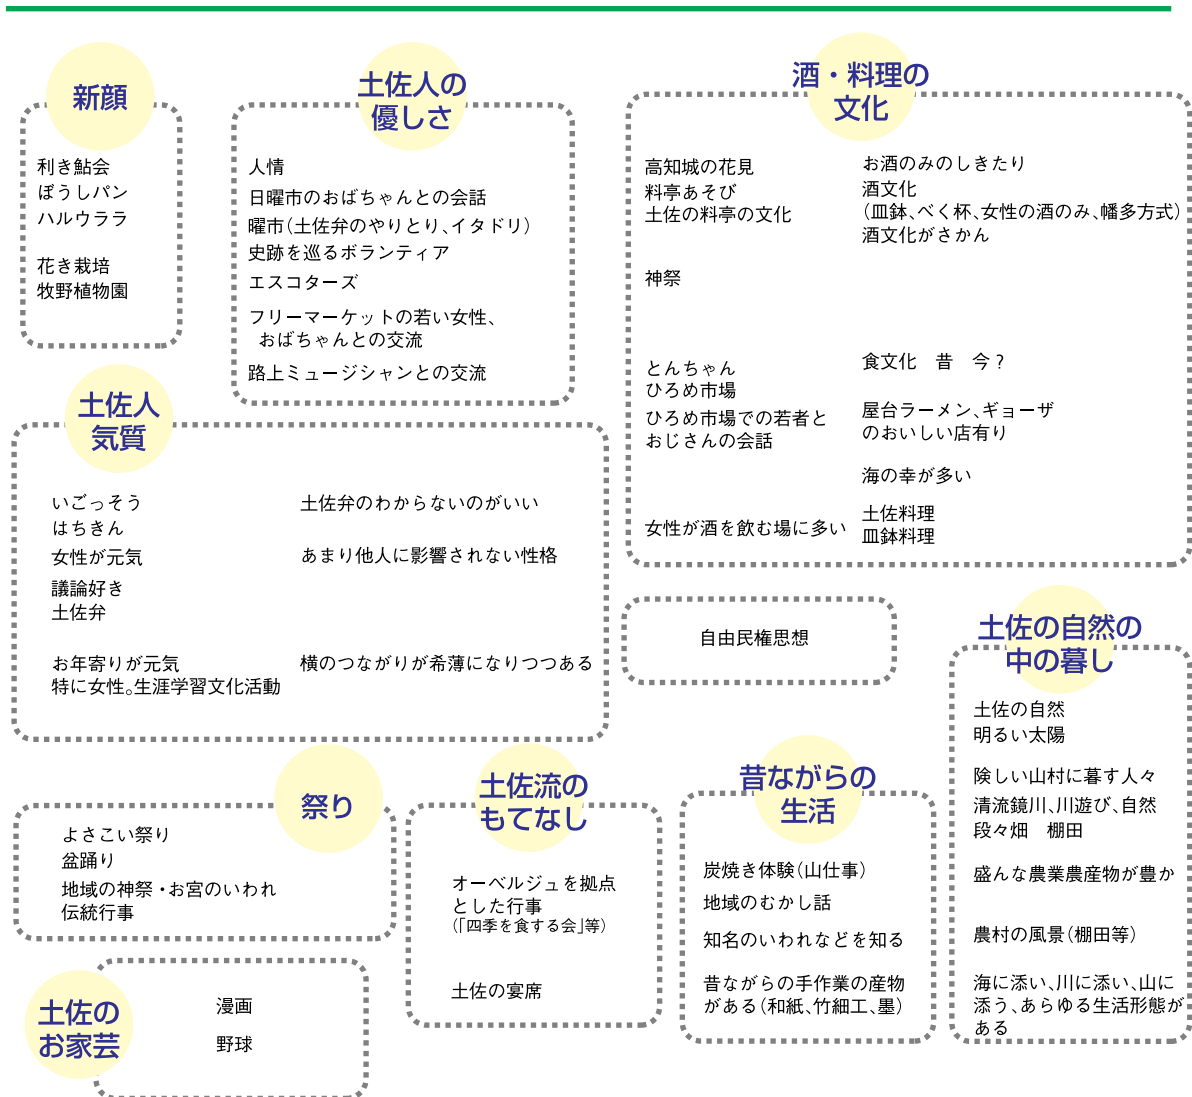 新顔
利き鮎会
ぼうしパン
ハルウララ
花き栽培
牧野植物園
土佐人の
優しさ
人情
日曜市のおばちゃんとの会話
曜市(土佐弁のやりとり、イタドリ)
史跡を巡るボランティア
エスコターズ
フリーマーケットの若い女性、
おばちゃんとの交流
路上ミュージシャンとの交流
酒・料理の
文化
高知城の花見
料亭あそび
土佐の料亭の文化
神祭
とんちゃん
ひろめ市場
ひろめ市場での若者と
おじさんの会話
女性が酒を飲む場に多い
お酒のみのしきたり
酒文化
(皿鉢、べく杯、女性の酒のみ、幡多方式)
酒文化がさかん
食文化　昔　今?
屋台ラーメン、ギョーザ
のおいしい店有り
海の幸が多い
土佐料理
皿鉢料理
土佐人
気質
いごっそう
はちきん
女性が元気
議論好き
土佐弁
お年寄りが元気
特に女性。生涯学習文化活動
土佐弁のわからないのがいい
あまり他人に影響されない性格
横のつながりが希薄になりつつある
自由民権思想
土佐の自然の
中の暮し
土佐の自然
明るい太陽
険しい山村に暮す人々
清流鏡川、川遊び、自然
段々畑　棚田
盛んな農業農産物が豊か
農村の風景(棚田等)
海に添い、川に添い、山に
添う、あらゆる生活形態が
ある
祭り
よさこい祭り
盆踊り
地域の神祭・お宮のいわれ
伝統行事
土佐流の
もてなし
オーベルジュを拠点
とした行事
(「四季を食する会」等)
土佐の宴席
昔ながらの
生活
炭焼き体験(山仕事)
地域のむかし話
知名のいわれなどを知る
昔ながらの手作業の産物
がある(和紙、竹細工、墨)
土佐の
お家芸
漫画
野球